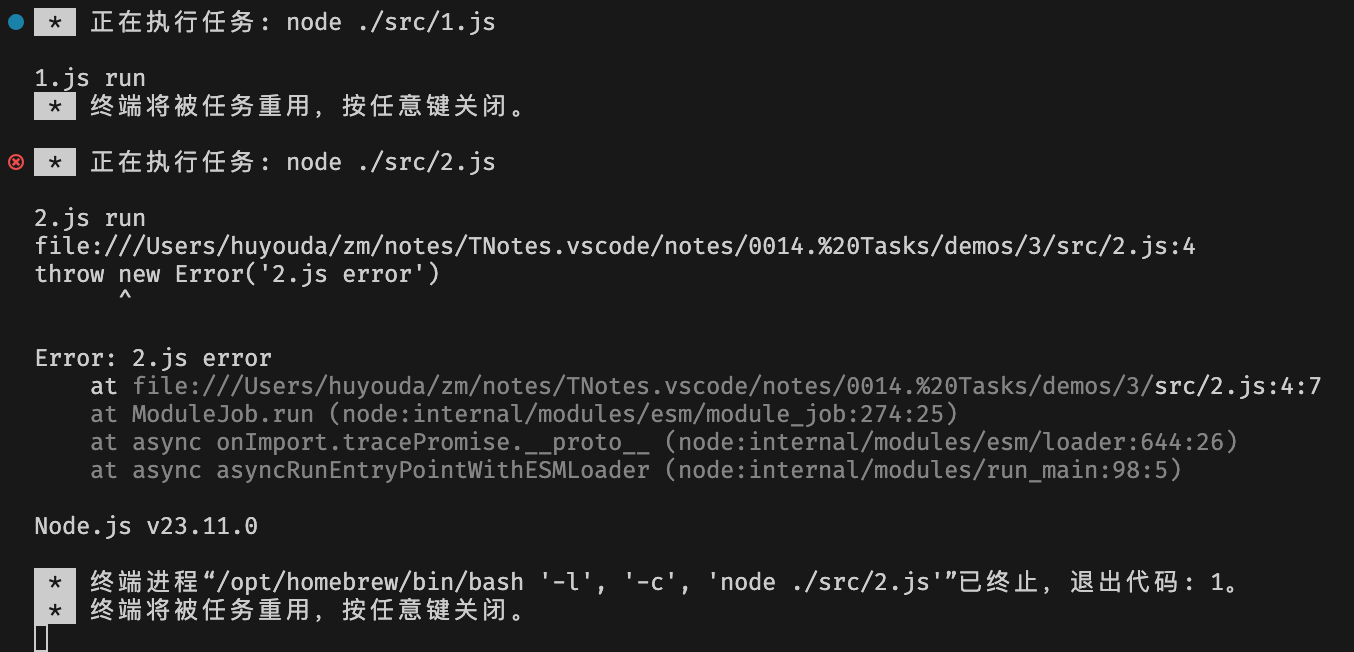 * 正在执行任务: node ./src/1.js
1.js run
* 终端将被任务重用，按任意键关闭。
* 正在执行任务: node ./src/2.js
2.js run
file:///Users/huyouda/zm/notes/TNotes.vscode/notes/0014.%20Tasks/demos/3/src/2.js:4
throw new Error('2.js error')
^
Error: 2.js error
at file:///Users/huyouda/zm/notes/TNotes.vscode/notes/0014.%20Tasks/demos/3/src/2.js:4:7
at ModuleJob.run (node:internal/modules/esm/module_job:274:25)
at async onImport.tracePromise.__proto__ (node:internal/modules/esm/loader:644:26)
at async asyncRunEntryPointWithESMLoader (node:internal/modules/run_main:98:5)
Node.js v23.11.0
* 终端进程“/opt/homebrew/bin/bash '-l', '-c', 'node ./src/2.js'”已终止，退出代码: 1。
* 终端将被任务重用，按任意键关闭。